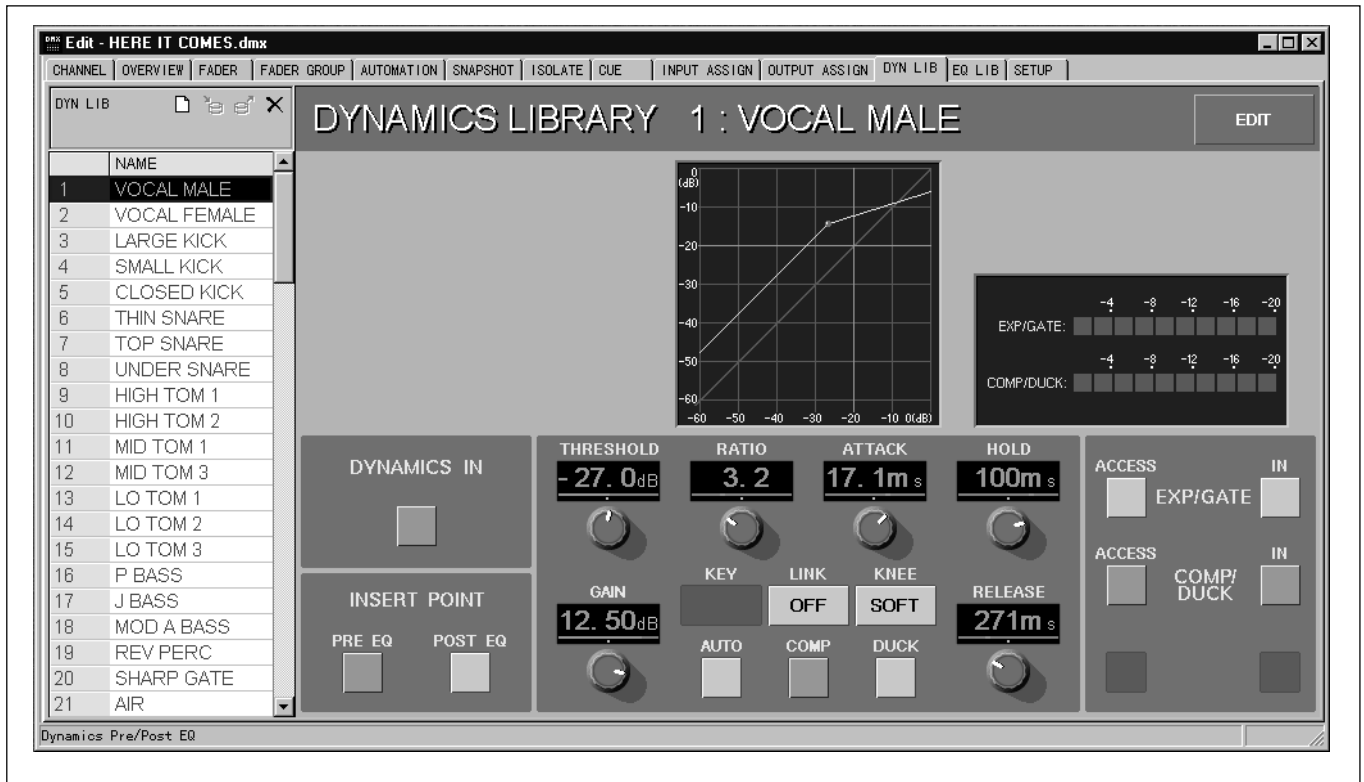 DMX Edit - HERE IT COMES.dmx
CHANNEL OVERVIEW FADER FADER GROUP AUTOMATION SNAPSHOT ISOLATE CUE INPUT ASSIGN OUTPUT ASSIGN DYN LIB EQ LIB SETUP
DYN LIB
DYNAMICS LIBRARY 1 : VOCAL MALE
EDIT
NAME
1 VOCAL MALE
2 VOCAL FEMALE
3 LARGE KICK
4 SMALL KICK
5 CLOSED KICK
6 THIN SNARE
7 TOP SNARE
8 UNDER SNARE
9 HIGH TOM 1
10 HIGH TOM 2
11 MID TOM 1
12 MID TOM 3
13 LO TOM 1
14 LO TOM 2
15 LO TOM 3
16 P BASS
17 J BASS
18 MOD A BASS
19 REV PERC
20 SHARP GATE
21 AIR
0
(dB)
-10
-20
-30
-40
-50
-60
-60 -50 -40 -30 -20 -10 0(dB)
-4 -8 -12 -16 -20
EXP/GATE:
-4 -8 -12 -16 -20
COMP/DUCK:
DYNAMICS IN
INSERT POINT
PRE EQ POST EQ
THRESHOLD RATIO ATTACK HOLD
-27.0dB 3.2 17.1ms 100ms
GAIN KEY LINK KNEE RELEASE
12.50dB OFF SOFT 271ms
AUTO COMP DUCK
ACCESS IN
EXP/GATE
ACCESS IN
COMP/
DUCK
Dynamics Pre/Post EQ